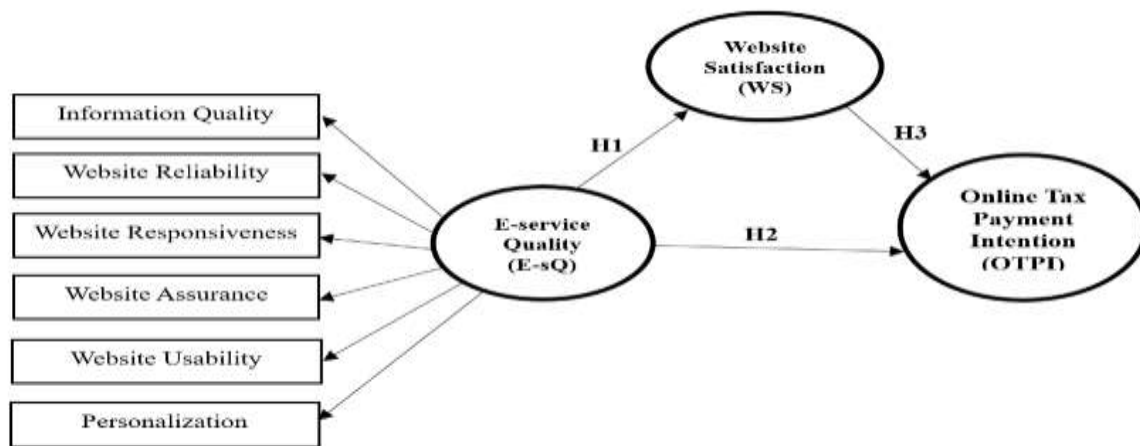 Website
Satisfaction
(WS)
Information Quality
H1
H3
Website Reliability
Online Tax
Payment
Intention
(OTPI)
E-service
Quality
(E-sQ)
Website Responsiveness
H2
Website Assurance
Website Usability
Personalization